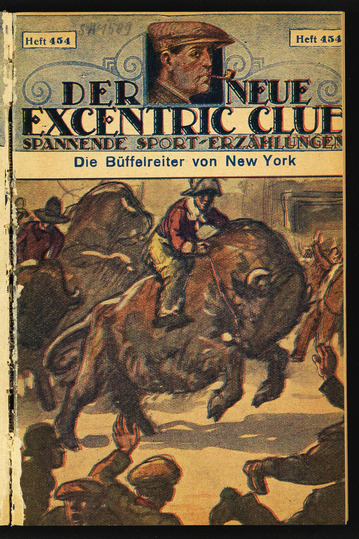 Heft 454
Heft 454
DER NEUE
EXCENTRIC CLUB
SPANNENDE SPORT-ERZÄHLUNGEN
Die Büffelreiter von New York